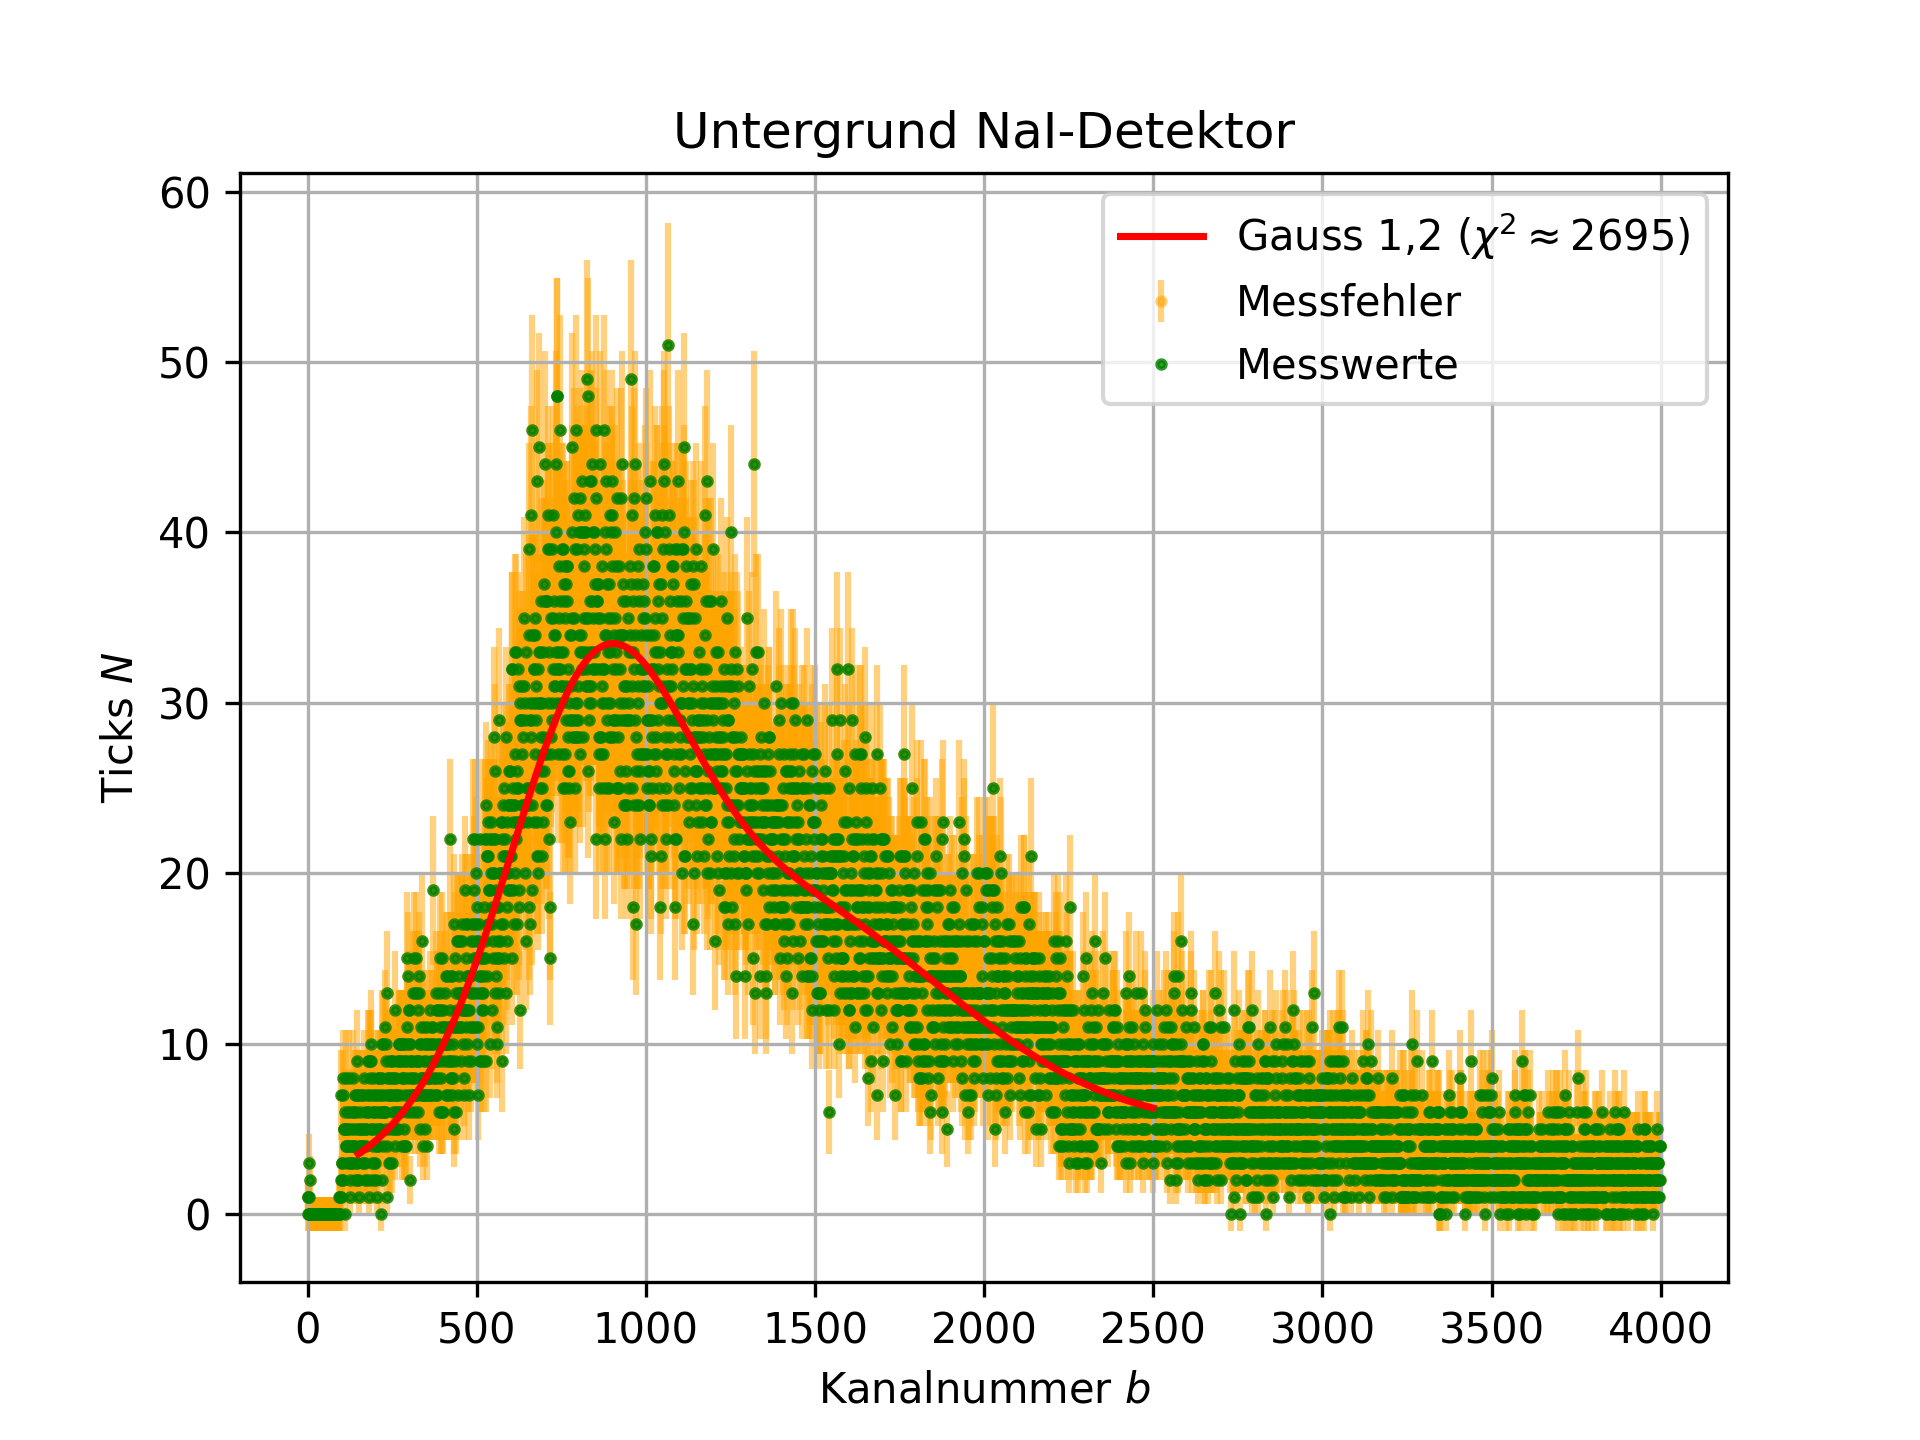 Untergrund NaI-Detektor
Gauss 1,2 (χ² ≈ 2695)
Messfehler
Messwerte
Ticks N
60
50
40
30
20
10
0
0 500 1000 1500 2000 2500 3000 3500 4000
Kanalnummer b